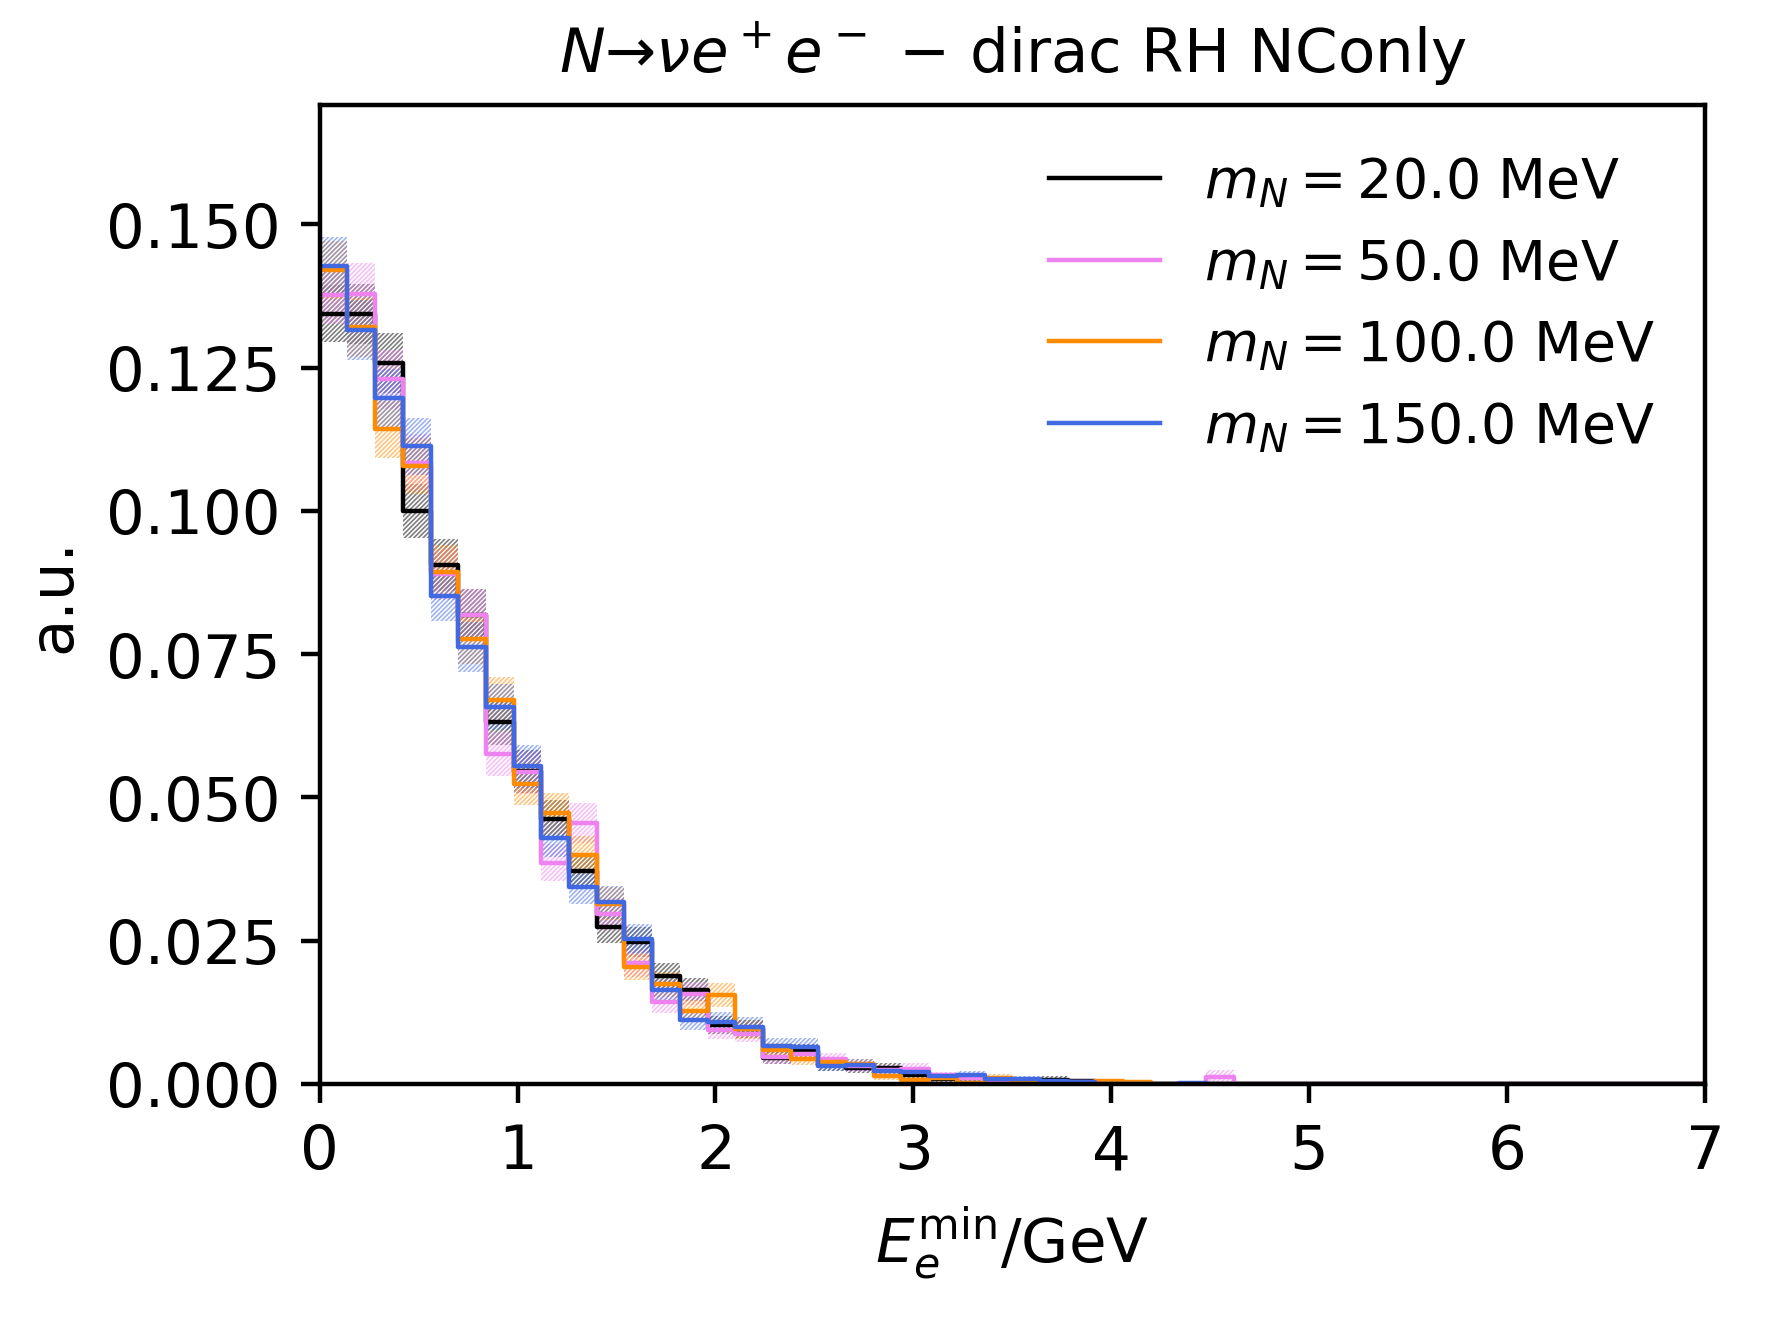 N→νe⁺e⁻ − dirac RH NConly
m_N = 20.0 MeV
m_N = 50.0 MeV
m_N = 100.0 MeV
m_N = 150.0 MeV
0.150
0.125
0.100
0.075
0.050
0.025
0.000
a.u.
0 1 2 3 4 5 6 7
E_e^min/GeV